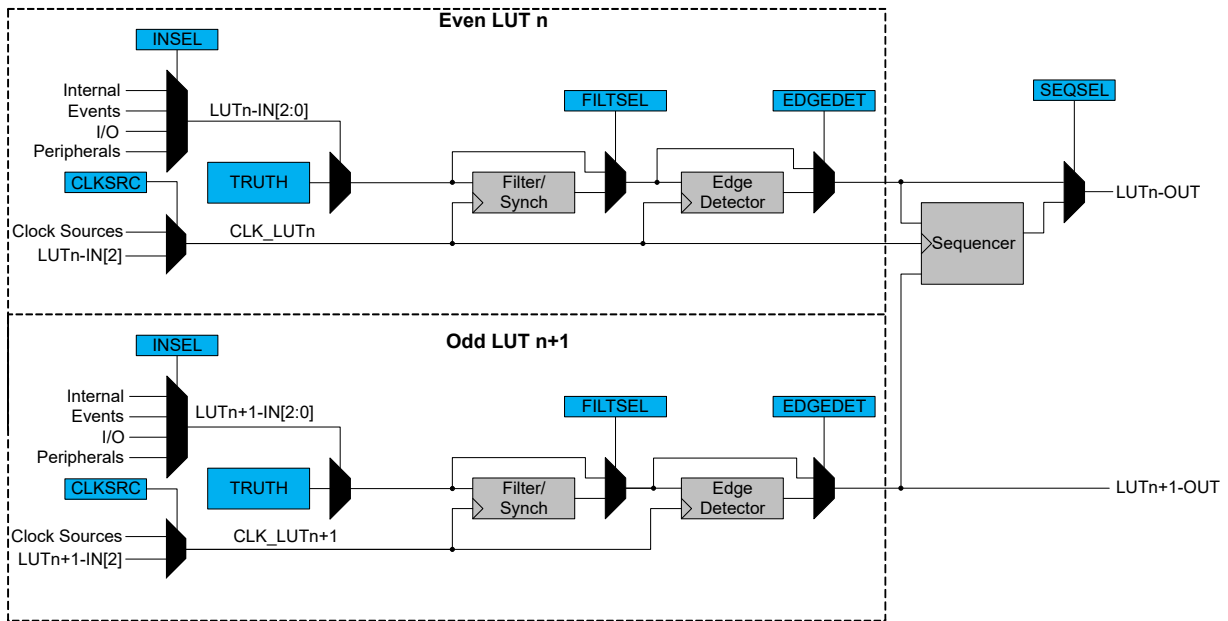 Even LUT n
INSEL
Internal
Events
I/O
Peripherals
LUTn-IN[2:0]
FILTSEL
EDGEDET
SEQSEL
CLKSRC
TRUTH
Filter/
Synch
Edge
Detector
LUTn-OUT
Clock Sources
LUTn-IN[2]
CLK_LUTn
Sequencer
Odd LUT n+1
INSEL
Internal
Events
I/O
Peripherals
LUTn+1-IN[2:0]
FILTSEL
EDGEDET
CLKSRC
TRUTH
Filter/
Synch
Edge
Detector
LUTn+1-OUT
Clock Sources
LUTn+1-IN[2]
CLK_LUTn+1